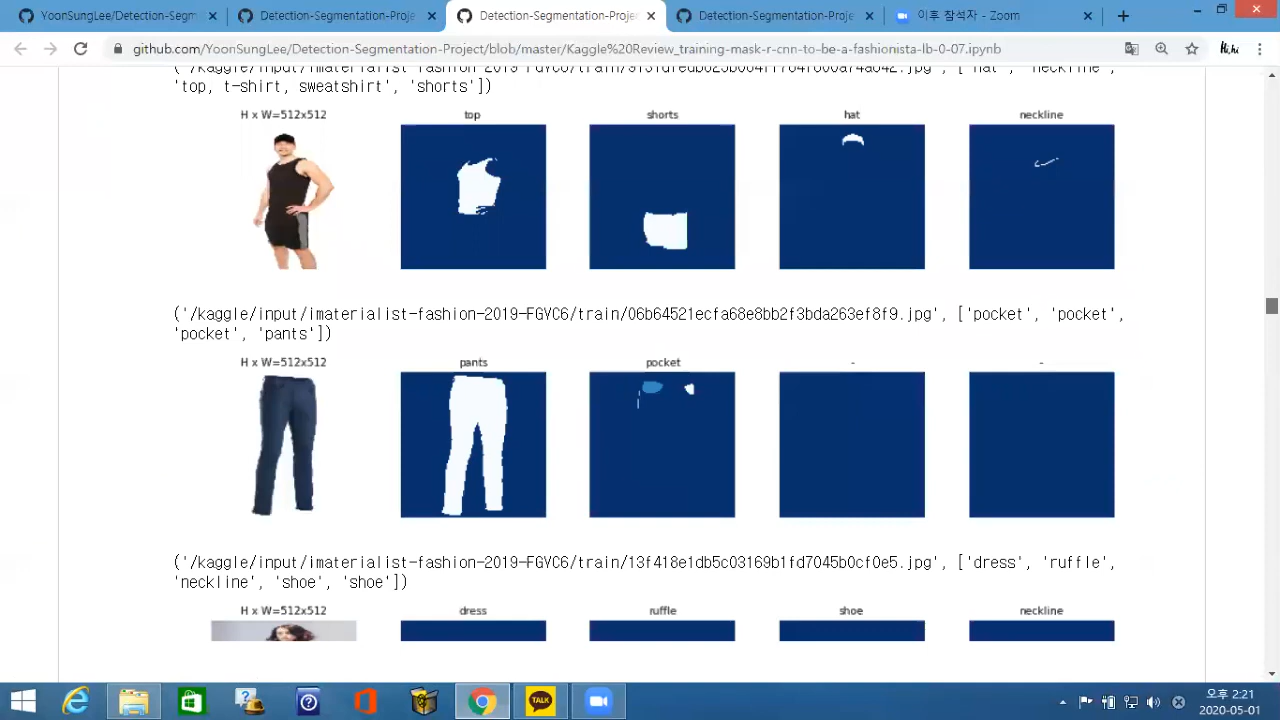 YoonSungLee/Detection-Segm
Detection-Segmentation-Proje
Detection-Segmentation-Proje
Detection-Segmentation-Proje
이후 참석자 - Zoom
github.com/YoonSungLee/Detection-Segmentation-Project/blob/master/Kaggle%20Review_training-mask-r-cnn-to-be-a-fashionista-lb-0-07.ipynb
'top, t-shirt, sweatshirt', 'shorts'])
H x W=512x512 top shorts hat neckline
('/kaggle/input/imaterialist-fashion-2019-FGVC6/train/06b64521ecfa68e8bb2f3bda263ef8f9.jpg', ['pocket', 'pocket',
'pocket', 'pants'])
H x W=512x512 pants pocket - -
('/kaggle/input/imaterialist-fashion-2019-FGVC6/train/13f418e1db5c03169b1fd7045b0cf0e5.jpg', ['dress', 'ruffle',
'neckline', 'shoe', 'shoe'])
H x W=512x512 dress ruffle shoe neckline
TALK
오후 2:21
2020-05-01